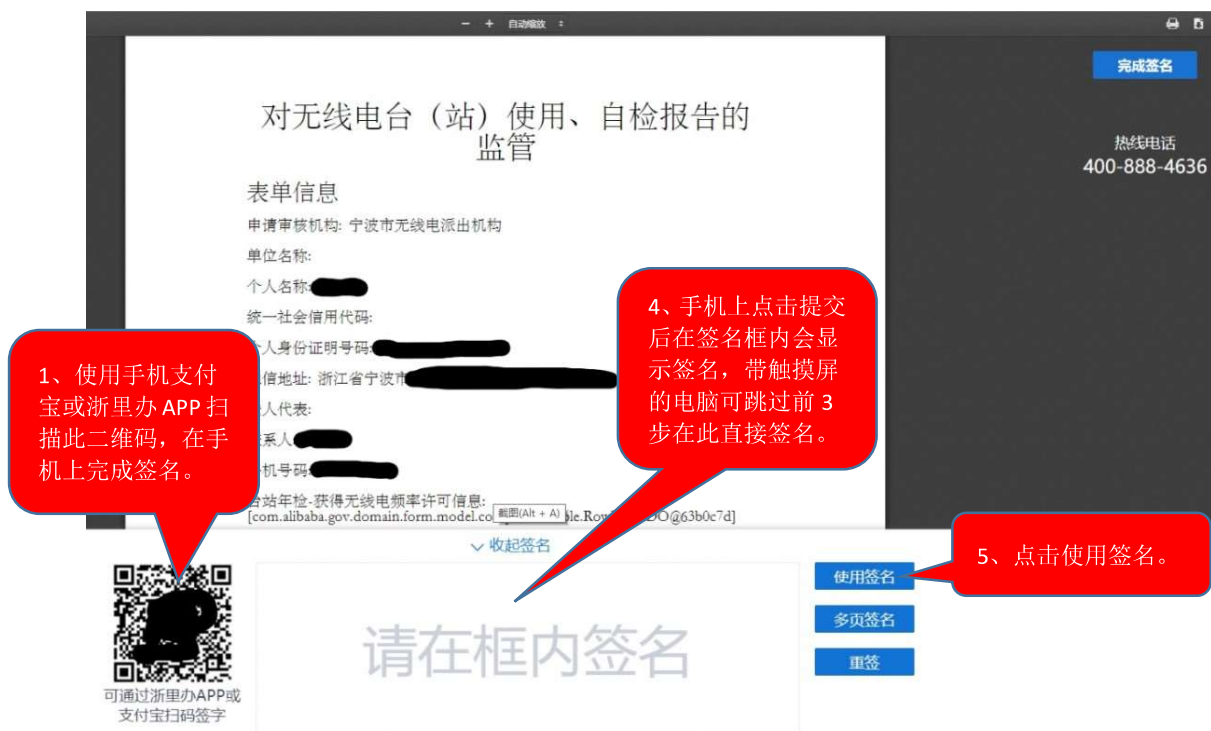 自动缩放
完成签名
热线电话
400-888-4636
对无线电台（站）使用、自检报告的
监管
表单信息
申请审核机构: 宁波市无线电派出机构
单位名称:
个人名称:
统一社会信用代码:
个人身份证明号码:
信地址: 浙江省宁波市
人代表:
系人
机号码:
台站年检-获得无线电频率许可信息:
[com.alibaba.gov.domain.form.model.co
ble.Row
DO@63b0c7d]
截图(Alt + A)
1、使用手机支付
宝或浙里办 APP 扫
描此二维码，在手
机上完成签名。
4、手机上点击提交
后在签名框内会显
示签名，带触摸屏
的电脑可跳过前 3
步在此直接签名。
5、点击使用签名。
收起签名
请在框内签名
使用签名
多页签名
重签
可通过浙里办APP或
支付宝扫码签字